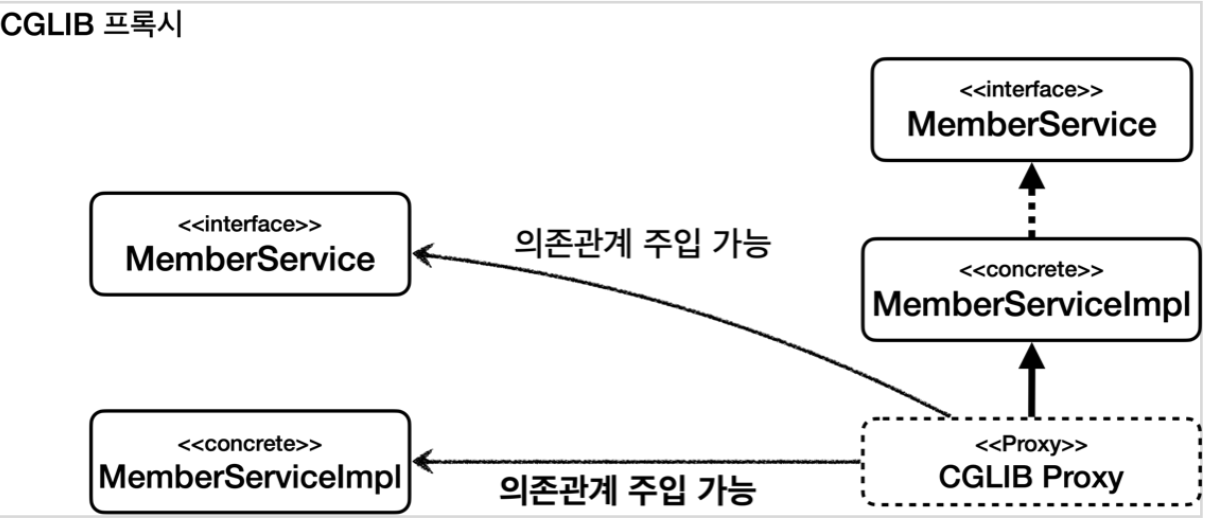 CGLIB 프록시
<<interface>>
MemberService
<<interface>>
MemberService
의존관계 주입 가능
<<concrete>>
MemberServiceImpl
<<concrete>>
MemberServiceImpl
의존관계 주입 가능
<<Proxy>>
CGLIB Proxy